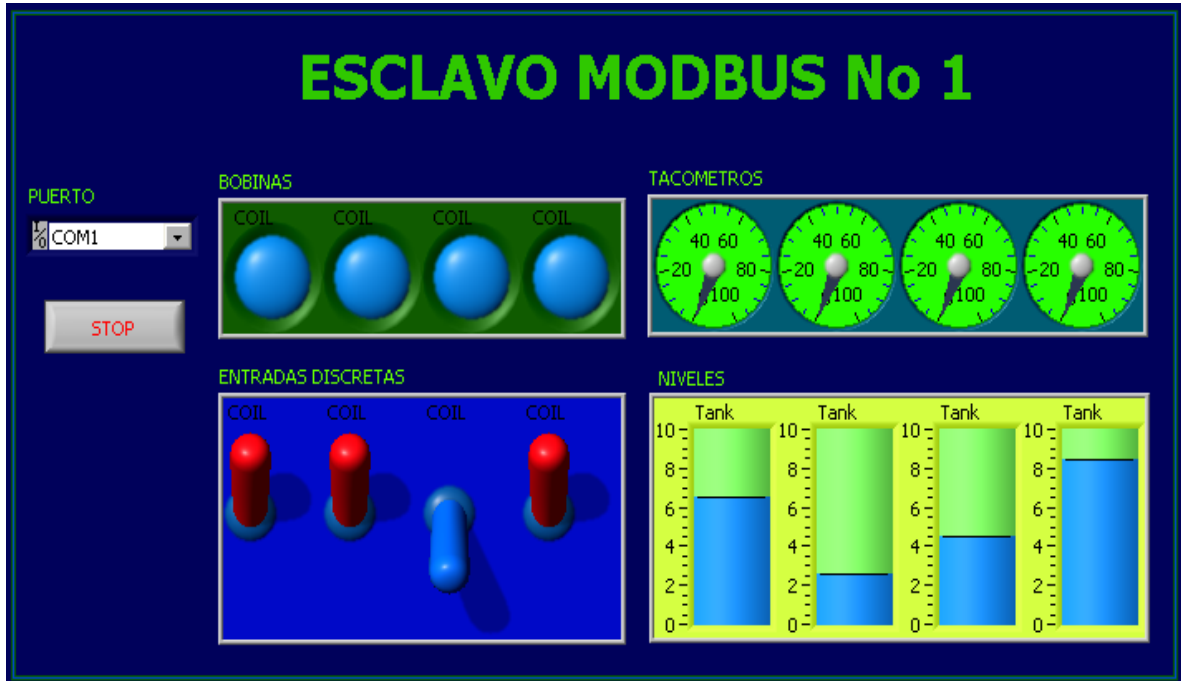 ESCLAVO MODBUS No 1
PUERTO
I/O COM1
STOP
BOBINAS
COIL COIL COIL COIL
TACOMETROS
40 60 40 60 40 60 40 60
20 80 20 80 20 80 20 80
100 100 100 100
ENTRADAS DISCRETAS
COIL COIL COIL COIL
NIVELES
Tank Tank Tank Tank
10 10 10 10
8 8 8 8
6 6 6 6
4 4 4 4
2 2 2 2
0 0 0 0